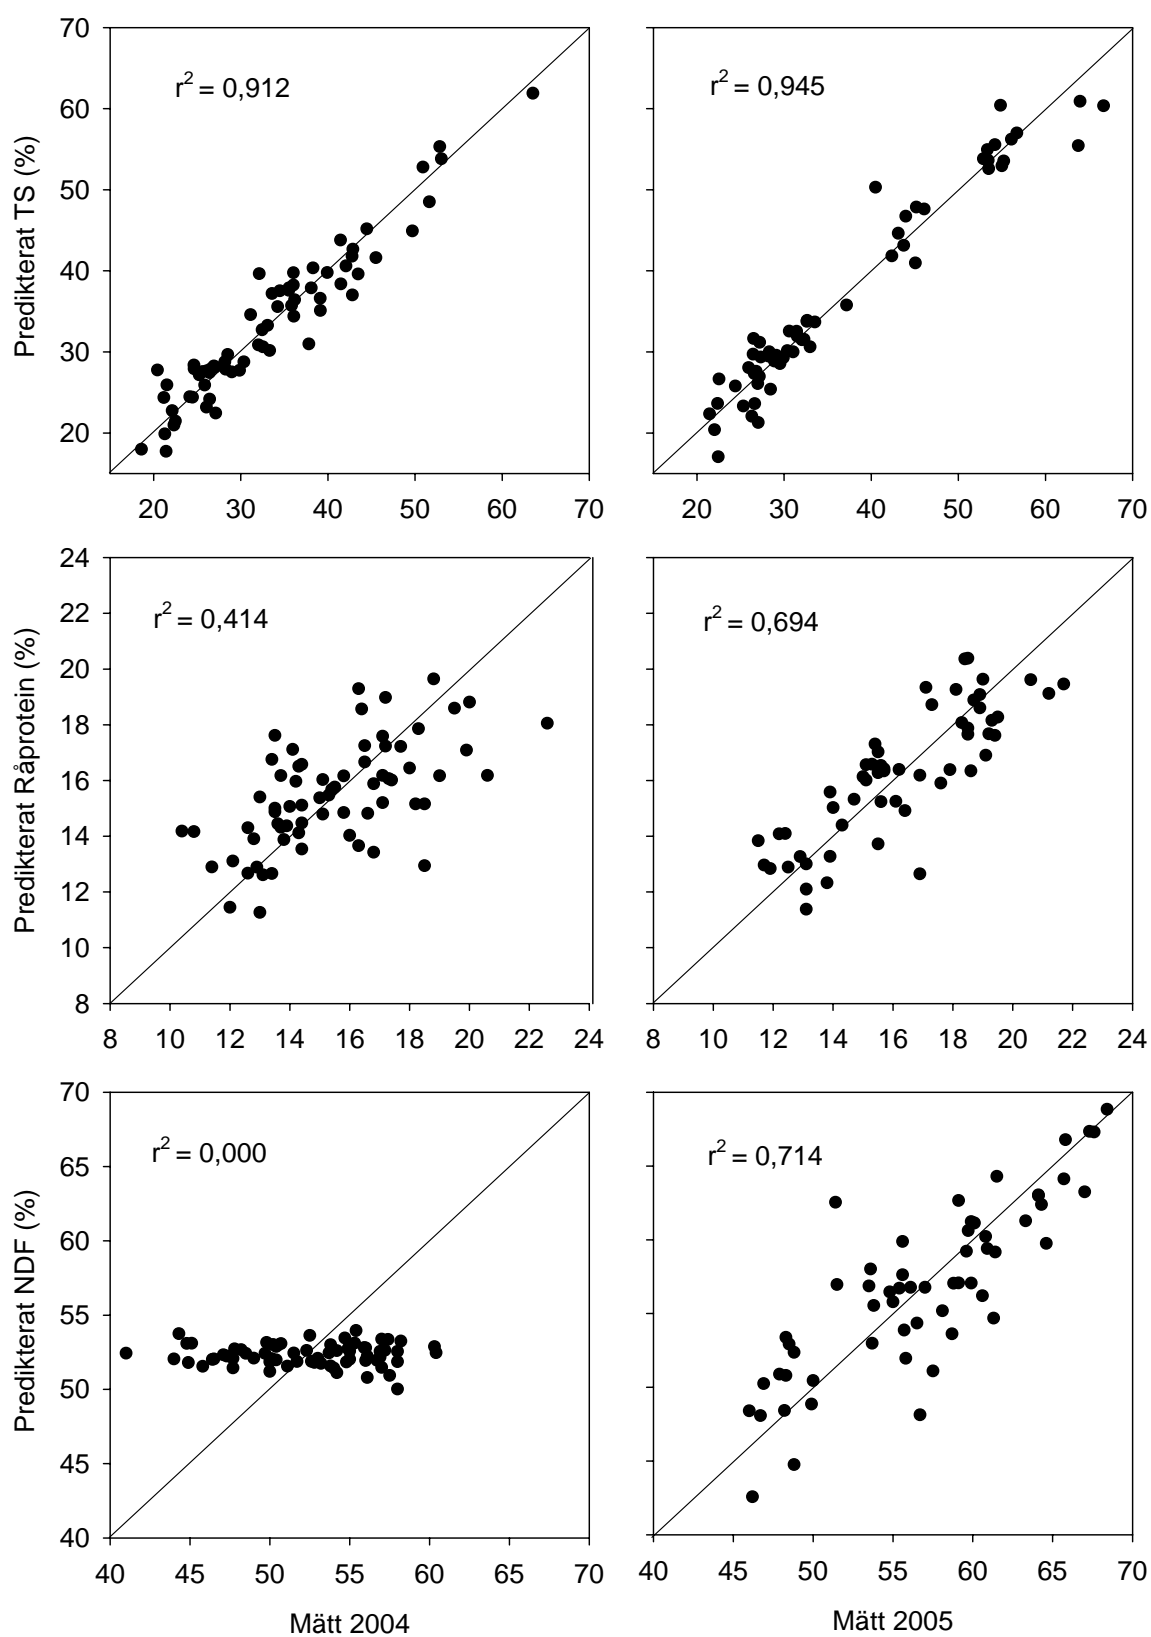 70
60
50
40
30
20
Predikterat TS (%)
r² = 0,912
20 30 40 50 60 70
r² = 0,945
20 30 40 50 60 70
24
22
20
18
16
14
12
10
8
Predikterat Råprotein (%)
r² = 0,414
8 10 12 14 16 18 20 22 24
r² = 0,694
8 10 12 14 16 18 20 22 24
70
65
60
55
50
45
40
Predikterat NDF (%)
r² = 0,000
40 45 50 55 60 65 70
Mätt 2004
r² = 0,714
40 45 50 55 60 65 70
Mätt 2005